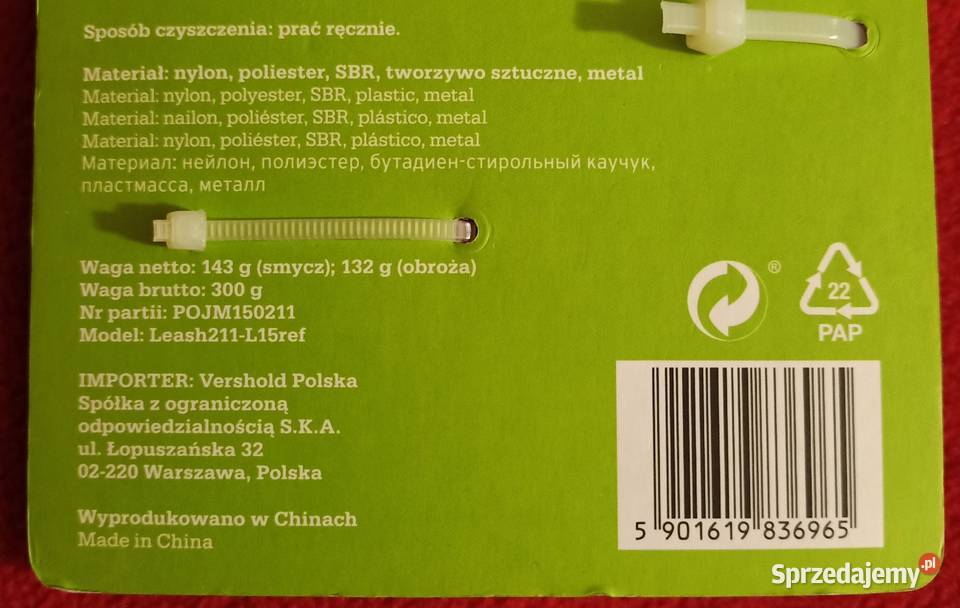 Sposób czyszczenia: prać ręcznie.
Materiał: nylon, poliester, SBR, tworzywo sztuczne, metal
Material: nylon, polyester, SBR, plastic, metal
Material: nailon, poliéster, SBR, plástico, metal
Material: nylon, poliéster, SBR, plástico, metal
Материал: нейлон, полиэстер, бутадиен-стирольный каучук,
пластмасса, металл
Waga netto: 143 g (smycz); 132 g (obroża)
Waga brutto: 300 g
Nr partii: POJM150211
Model: Leash211-L15ref
®
22
PAP
IMPORTER: Vershold Polska
Spółka z ograniczoną
odpowiedzialnością S.K.A.
ul. Łopuszańska 32
02-220 Warszawa, Polska
Wyprodukowano w Chinach
Made in China
5 901619 836965
Sprzedajemy.pl